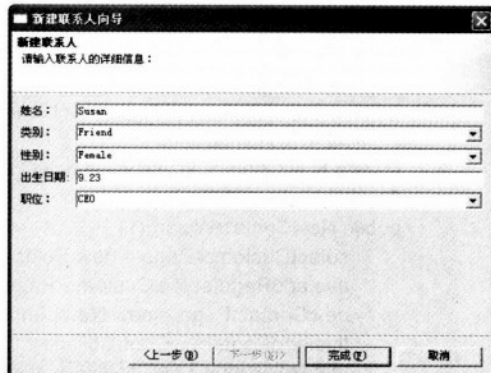 新建联系人向导
新建联系人
请输入联系人的详细信息：
姓名： Susan
类别： Friend
性别： Female
出生日期： 9.23
职位： CEO
<上一步(B) 下一步(N)> 完成(F) 取消